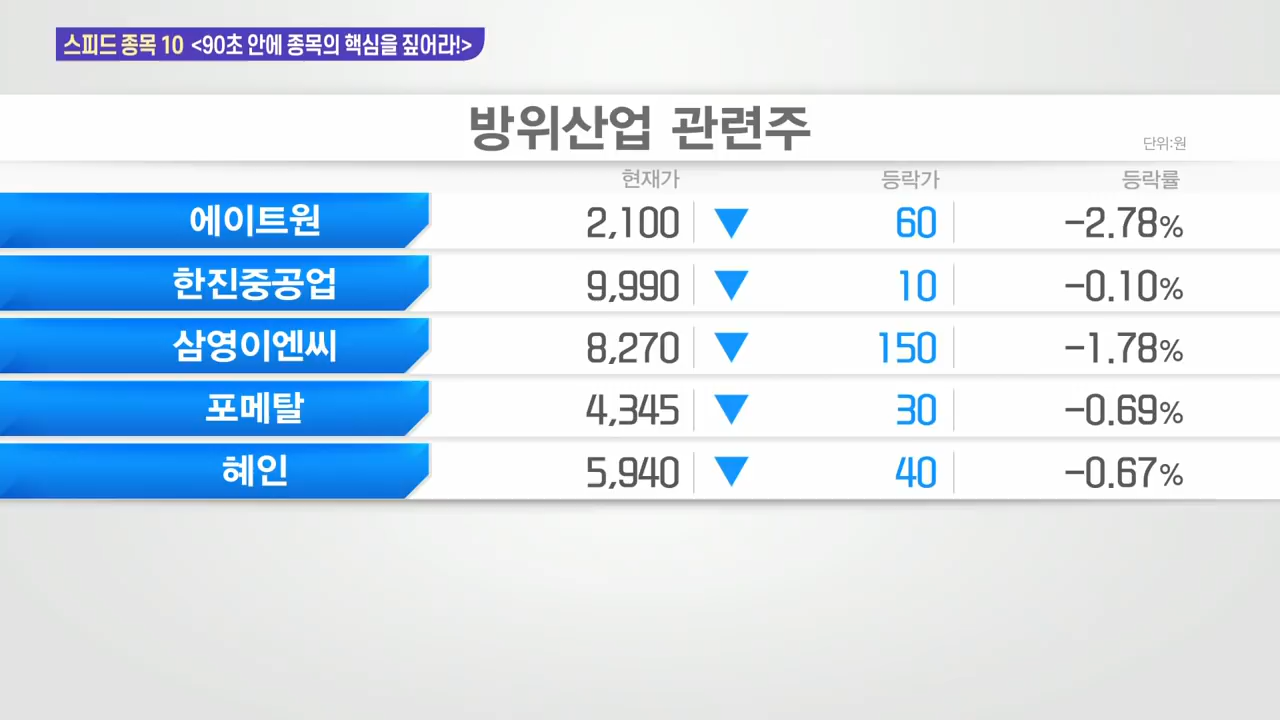 스피드 종목 10 <90초 안에 종목의 핵심을 짚어라!>
방위산업 관련주
단위:원
현재가 등락가 등락률
에이트원 2,100 ▼ 60 -2.78%
한진중공업 9,990 ▼ 10 -0.10%
삼영이엔씨 8,270 ▼ 150 -1.78%
포메탈 4,345 ▼ 30 -0.69%
혜인 5,940 ▼ 40 -0.67%